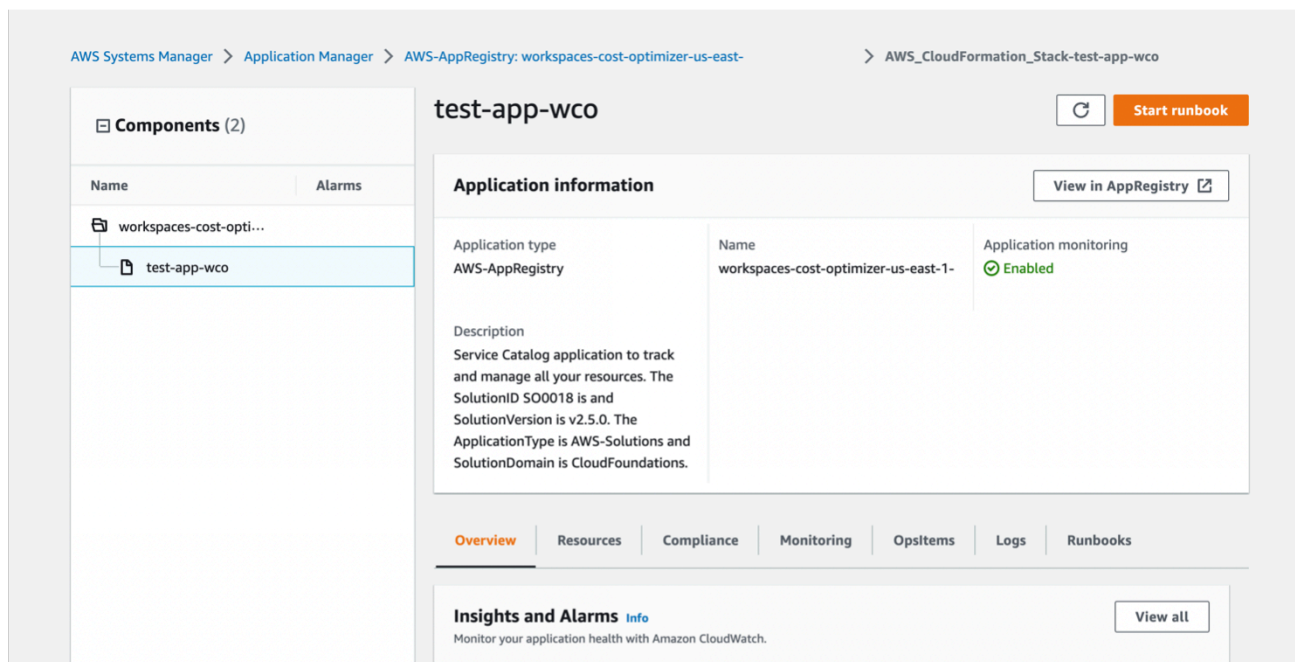 AWS Systems Manager > Application Manager > AWS-AppRegistry: workspaces-cost-optimizer-us-east- > AWS_CloudFormation_Stack-test-app-wco
Components (2)
Name Alarms
workspaces-cost-opti...
test-app-wco
test-app-wco
Start runbook
Application information
View in AppRegistry
Application type
AWS-AppRegistry
Name
workspaces-cost-optimizer-us-east-1-
Application monitoring
Enabled
Description
Service Catalog application to track
and manage all your resources. The
SolutionID SO0018 is and
SolutionVersion is v2.5.0. The
ApplicationType is AWS-Solutions and
SolutionDomain is CloudFoundations.
Overview Resources Compliance Monitoring OpsItems Logs Runbooks
Insights and Alarms Info
View all
Monitor your application health with Amazon CloudWatch.